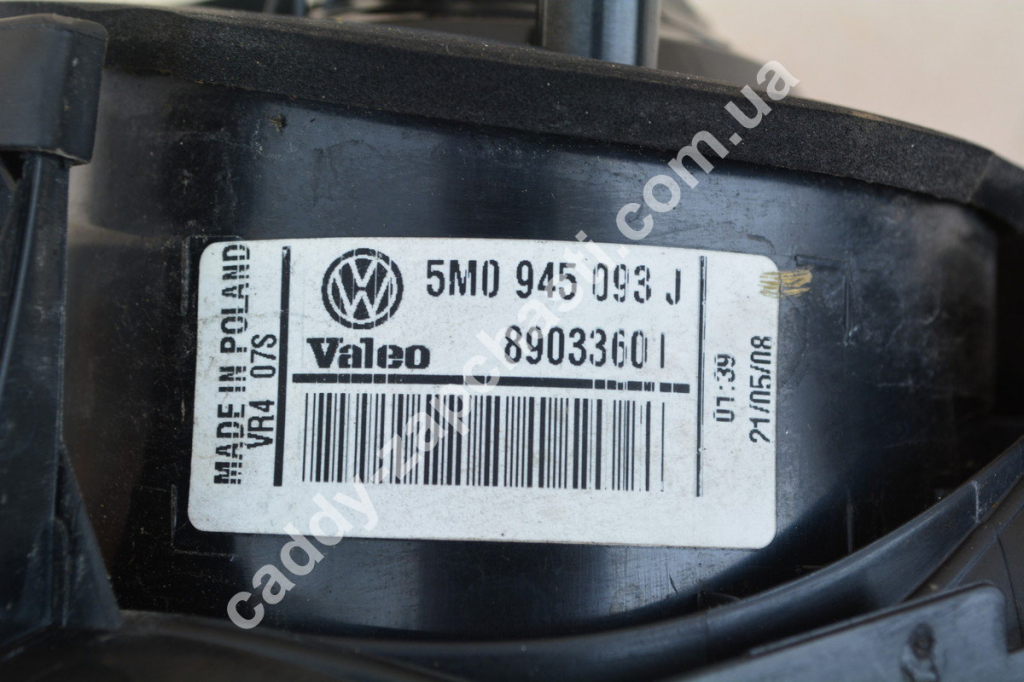 MADE IN POLAND
VR4 07S
5M0 945 093 J
Valeo
89033601
01:39
21/05/08
caddy-zapchasti.com.ua